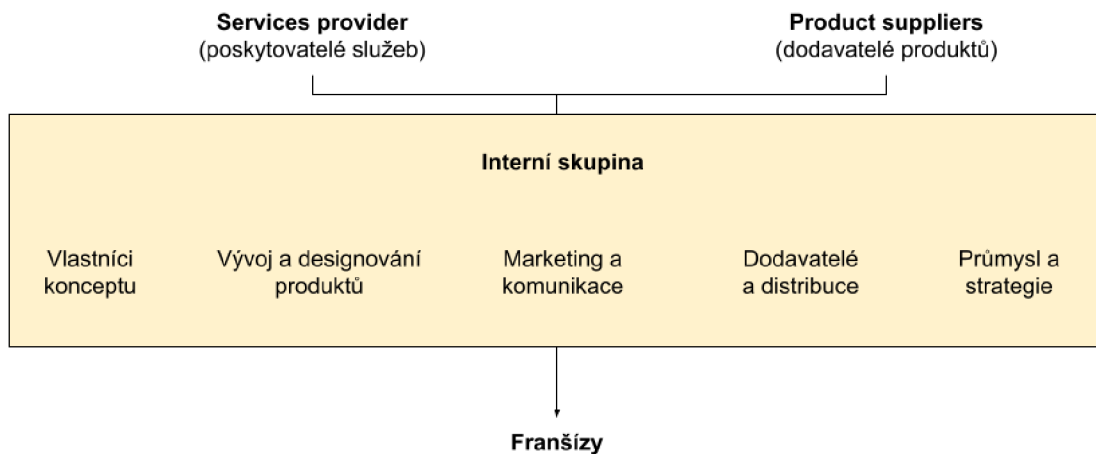 Services provider
(poskytovatelé služeb)
Product suppliers
(dodavatelé produktů)
Interní skupina
Vlastníci
konceptu
Vývoj a designování
produktů
Marketing a
komunikace
Dodavatelé
a distribuce
Průmysl a
strategie
Franšízy